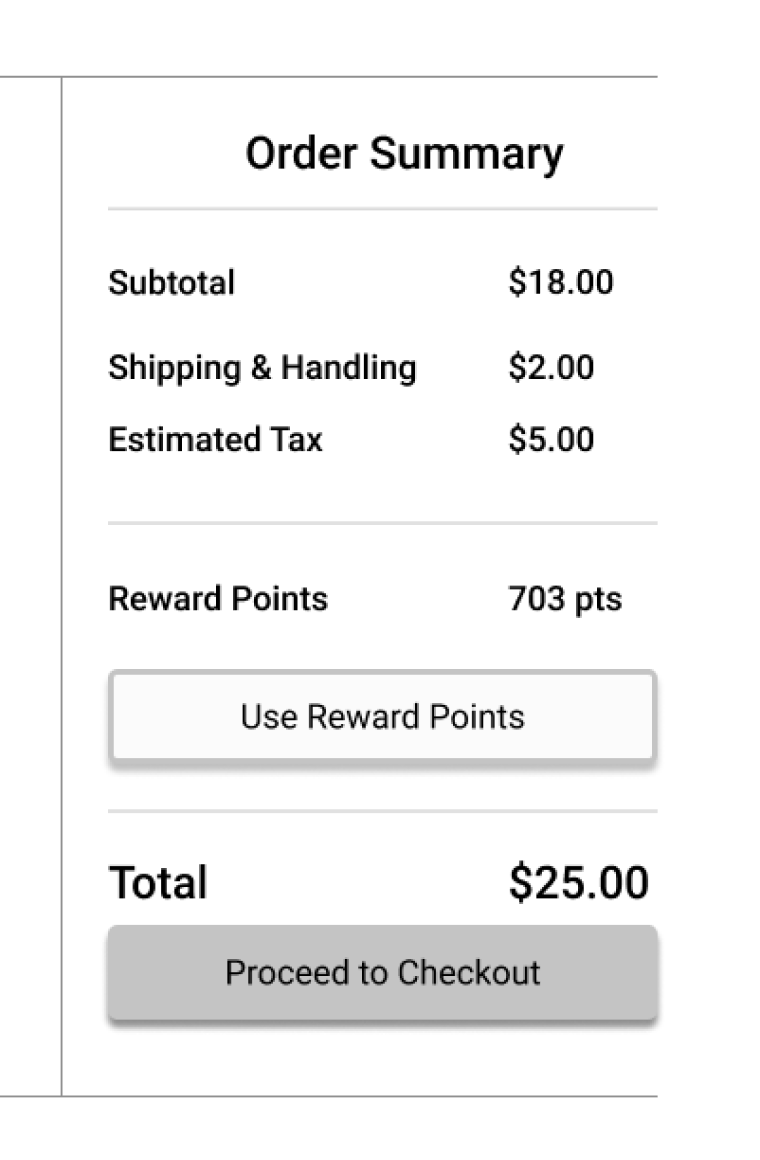 Order Summary
Subtotal $18.00
Shipping & Handling $2.00
Estimated Tax $5.00
Reward Points 703 pts
Use Reward Points
Total $25.00
Proceed to Checkout